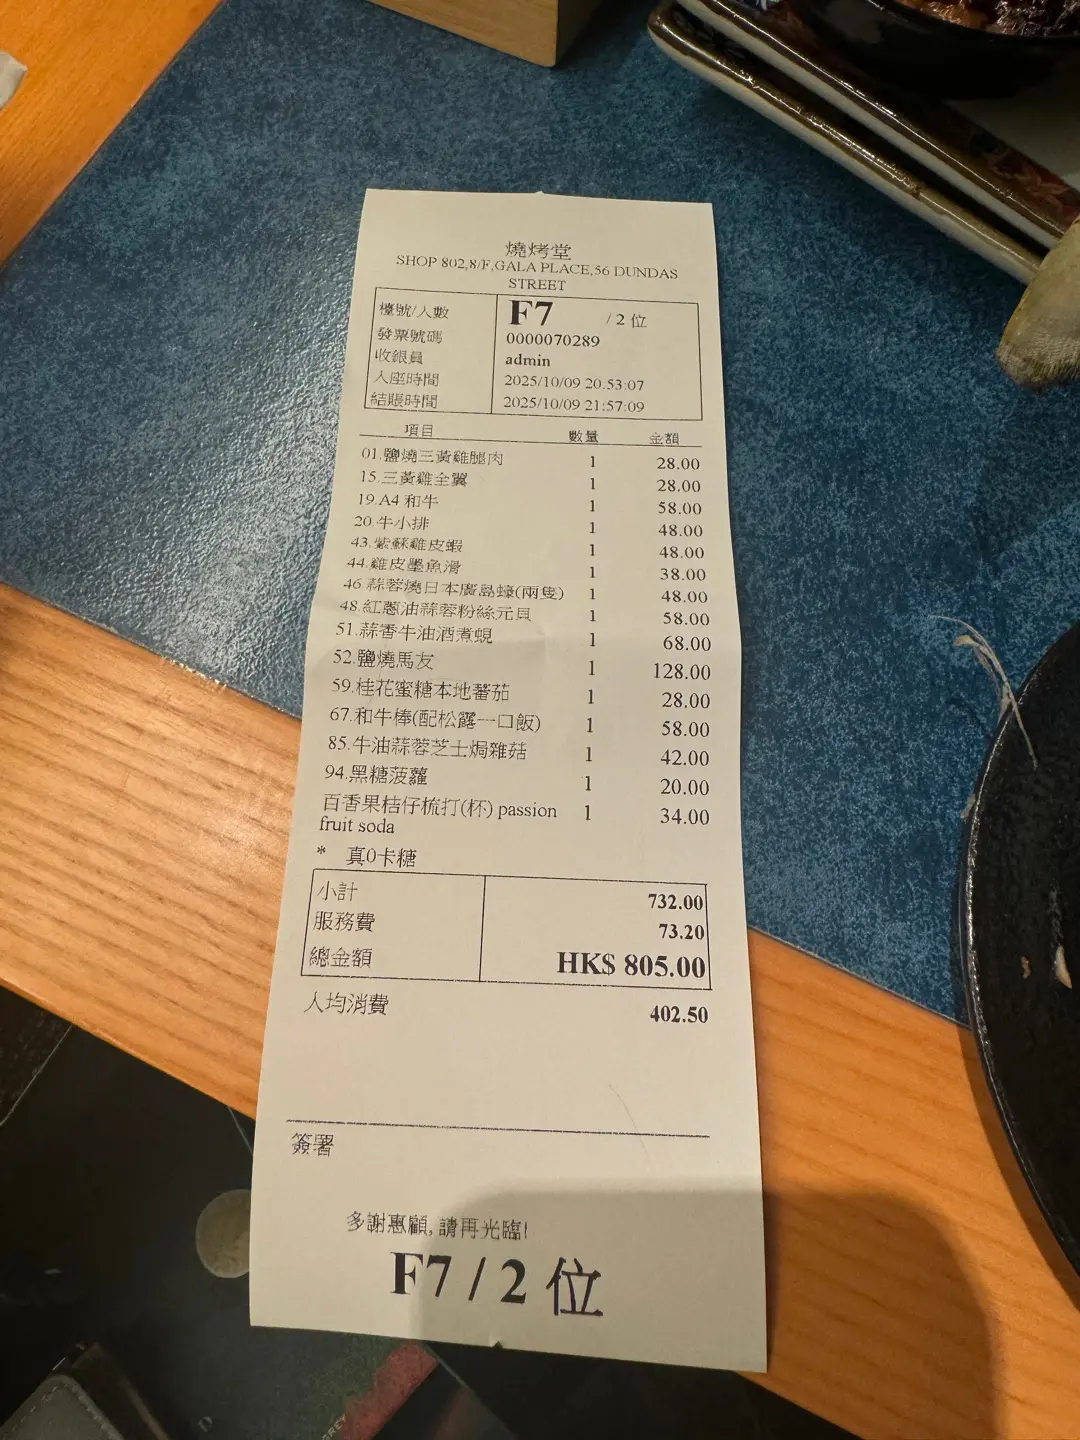 燒烤堂
SHOP 802,8/F,GALA PLACE,56 DUNDAS
STREET
檯號/人數 F7 / 2 位
發票號碼 0000070289
收銀員 admin
入座時間 2025/10/09 20:53:07
結賬時間 2025/10/09 21:57:09
項目 數量 金額
01.鹽燒三黃雞腿肉 1 28.00
15.三黃雞全翼 1 28.00
19.A4 和牛 1 58.00
20.牛小排 1 48.00
43.紫蘇雞皮蝦 1 48.00
44.雞皮墨魚滑 1 38.00
46.蒜蓉燒日本廣島蠔(兩隻) 1 48.00
48.紅蔥油蒜蓉粉絲元貝 1 58.00
51.蒜香牛油酒煮蜆 1 68.00
52.鹽燒馬友 1 128.00
59.桂花蜜糖本地蕃茄 1 28.00
67.和牛棒(配松露一口飯) 1 58.00
85.牛油蒜蓉芝士焗雜菇 1 42.00
94.黑糖菠蘿 1 20.00
百香果桔仔梳打(杯) passion 1 34.00
fruit soda
* 真0卡糖
小計 732.00
服務費 73.20
總金額 HK$ 805.00
人均消費 402.50
簽署
多謝惠顧,請再光臨!
F7 / 2 位